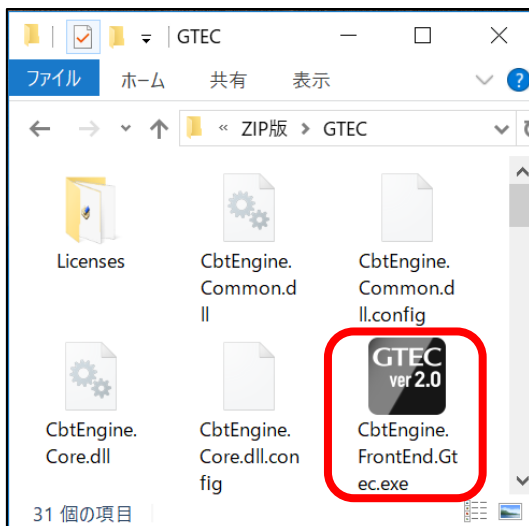 GTEC
ファイル ホーム 共有 表示
« ZIP版 > GTEC
Licenses
CbtEngine.
Common.d
ll
CbtEngine.
Common.d
ll.config
GTEC
ver 2.0
CbtEngine.
Core.dll
CbtEngine.
Core.dll.con
fig
CbtEngine.
FrontEnd.Gt
ec.exe
31 個の項目